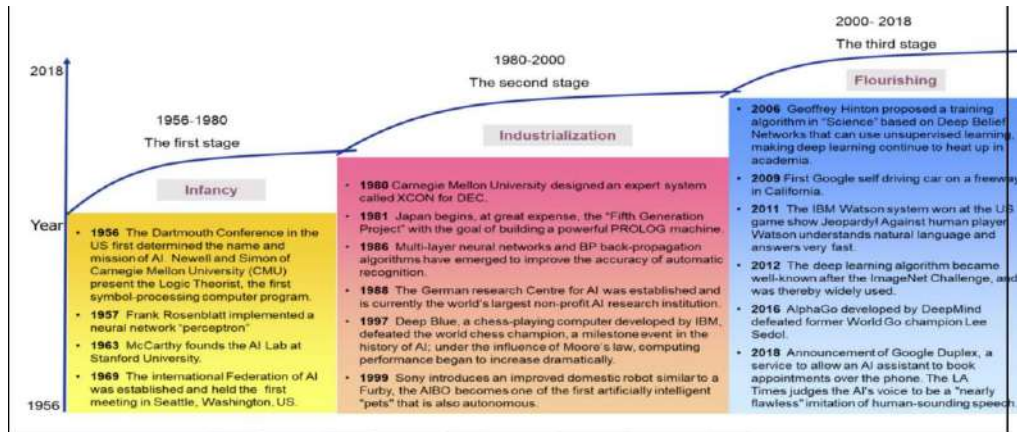 2018
Year
1956
1956-1980
The first stage
Infancy
• 1956 The Dartmouth Conference in the
US first determined the name and
mission of AI. Newell and Simon of
Carnegie Mellon University (CMU)
present the Logic Theorist, the first
symbol-processing computer program.
• 1957 Frank Rosenblatt implemented a
neural network "perceptron"
• 1963 McCarthy founds the AI Lab at
Stanford University.
• 1969 The international Federation of AI
was established and held the first
meeting in Seattle, Washington, US.
1980-2000
The second stage
Industrialization
• 1980 Carnegie Mellon University designed an expert system
called XCON for DEC.
• 1981 Japan begins, at great expense, the "Fifth Generation
Project" with the goal of building a powerful PROLOG machine.
• 1986 Multi-layer neural networks and BP back-propagation
algorithms have emerged to improve the accuracy of automatic
recognition.
• 1988 The German research Centre for AI was established and
is currently the world's largest non-profit AI research institution.
• 1997 Deep Blue, a chess-playing computer developed by IBM,
defeated the world chess champion, a milestone event in the
history of AI; under the influence of Moore's law, computing
performance began to increase dramatically.
• 1999 Sony introduces an improved domestic robot similar to a
Furby, the AIBO becomes one of the first artificially intelligent
"pets" that is also autonomous.
2000- 2018
The third stage
Flourishing
• 2006 Geoffrey Hinton proposed a training
algorithm in "Science" based on Deep Belief
Networks that can use unsupervised learning,
making deep learning continue to heat up in
academia.
• 2009 First Google self driving car on a freeway
in California.
• 2011 The IBM Watson system won at the US
game show Jeopardy! Against human player
Watson understands natural language and
answers very fast.
• 2012 The deep learning algorithm became
well-known after the ImageNet Challenge, and
was thereby widely used.
• 2016 AlphaGo developed by DeepMind
defeated former World Go champion Lee
Sedol.
• 2018 Announcement of Google Duplex, a
service to allow an AI assistant to book
appointments over the phone. The LA
Times judges the AI's voice to be a "nearly
flawless" imitation of human-sounding speech.